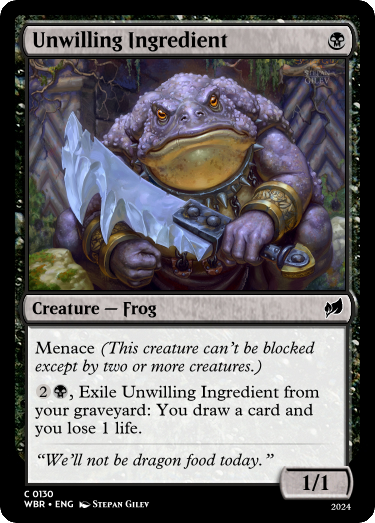 Unwilling Ingredient
STEPAN
GILEV
Creature — Frog
Menace (This creature can't be blocked
except by two or more creatures.)
2, Exile Unwilling Ingredient from
your graveyard: You draw a card and
you lose 1 life.
“We'll not be dragon food today.”
1/1
C 0130
WBR • ENG Stepan Gilev
2024